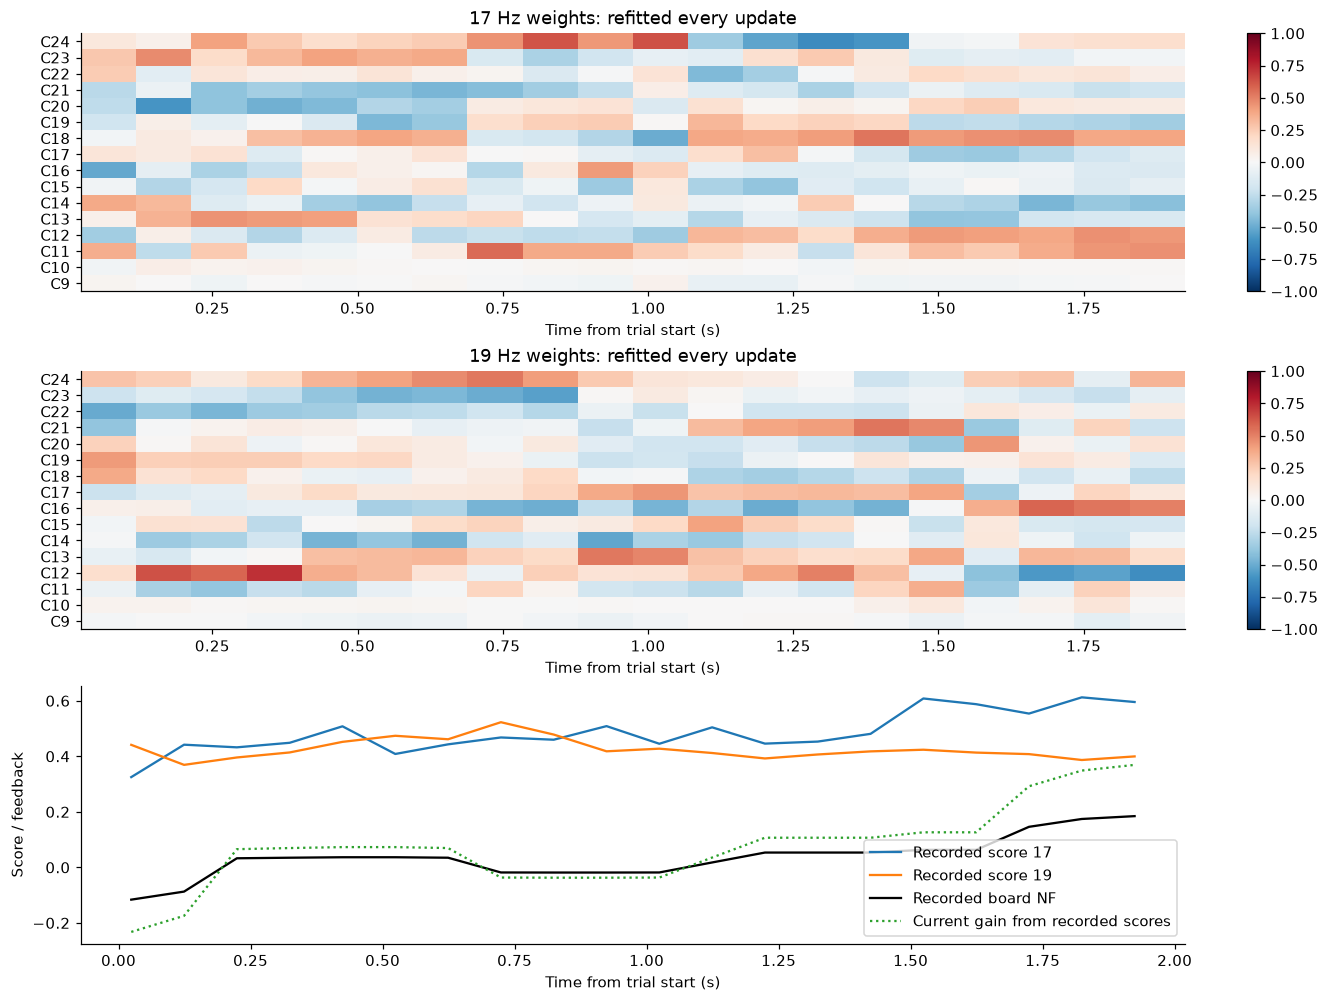 17 Hz weights: refitted every update
C24
C23
C22
C21
C20
C19
C18
C17
C16
C15
C14
C13
C12
C11
C10
C9
0.25 0.50 0.75 1.00 1.25 1.50 1.75
Time from trial start (s)
1.00
0.75
0.50
0.25
0.00
−0.25
−0.50
−0.75
−1.00
19 Hz weights: refitted every update
C24
C23
C22
C21
C20
C19
C18
C17
C16
C15
C14
C13
C12
C11
C10
C9
0.25 0.50 0.75 1.00 1.25 1.50 1.75
Time from trial start (s)
1.00
0.75
0.50
0.25
0.00
−0.25
−0.50
−0.75
−1.00
Score / feedback
0.6
0.4
0.2
0.0
−0.2
Recorded score 17
Recorded score 19
Recorded board NF
Current gain from recorded scores
0.00 0.25 0.50 0.75 1.00 1.25 1.50 1.75 2.00
Time from trial start (s)